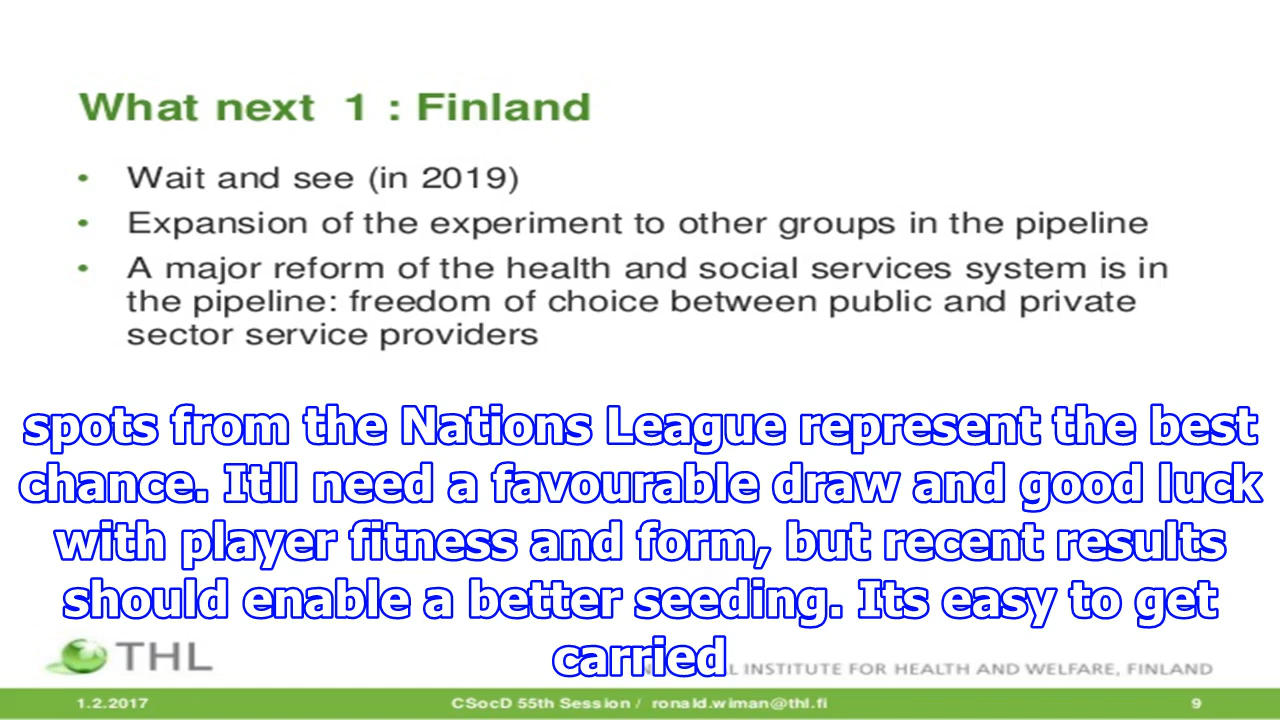 What next 1 : Finland
• Wait and see (in 2019)
• Expansion of the experiment to other groups in the pipeline
• A major reform of the health and social services system is in
the pipeline: freedom of choice between public and private
sector service providers
spots from the Nations League represent the best
chance. Itll need a favourable draw and good luck
with player fitness and form, but recent results
should enable a better seeding. Its easy to get
carried
THL
INSTITUTE FOR HEALTH AND WELFARE, FINLAND
1.2.2017 CSocD 55th Session / ronald.wiman@thl.fi 9